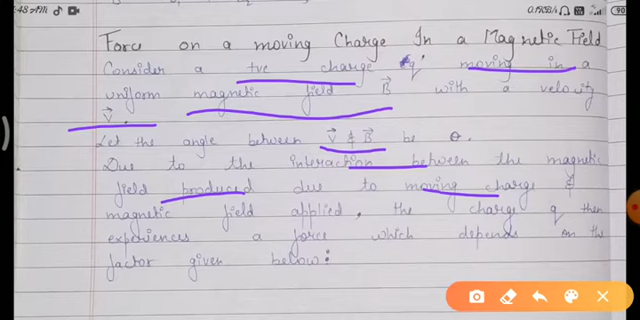 Force on a moving Charge In a Magnetic Field
Consider a +ve charge 'q' moving in a
uniform magnetic field B⃗ with a velocity
V⃗.
Let the angle between V⃗ & B⃗ be θ.
Due to the interaction between the magnetic
field produced due to moving charge &
magnetic field applied, the charge q then
experiences a force which depends on the
factor given below: